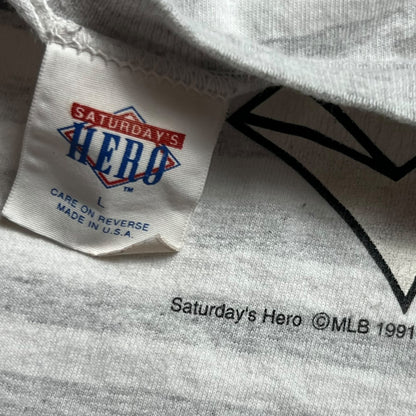 SATURDAY'S
HERO
TM
L
CARE ON REVERSE
MADE IN U.S.A.
Saturday's Hero ©MLB 1991